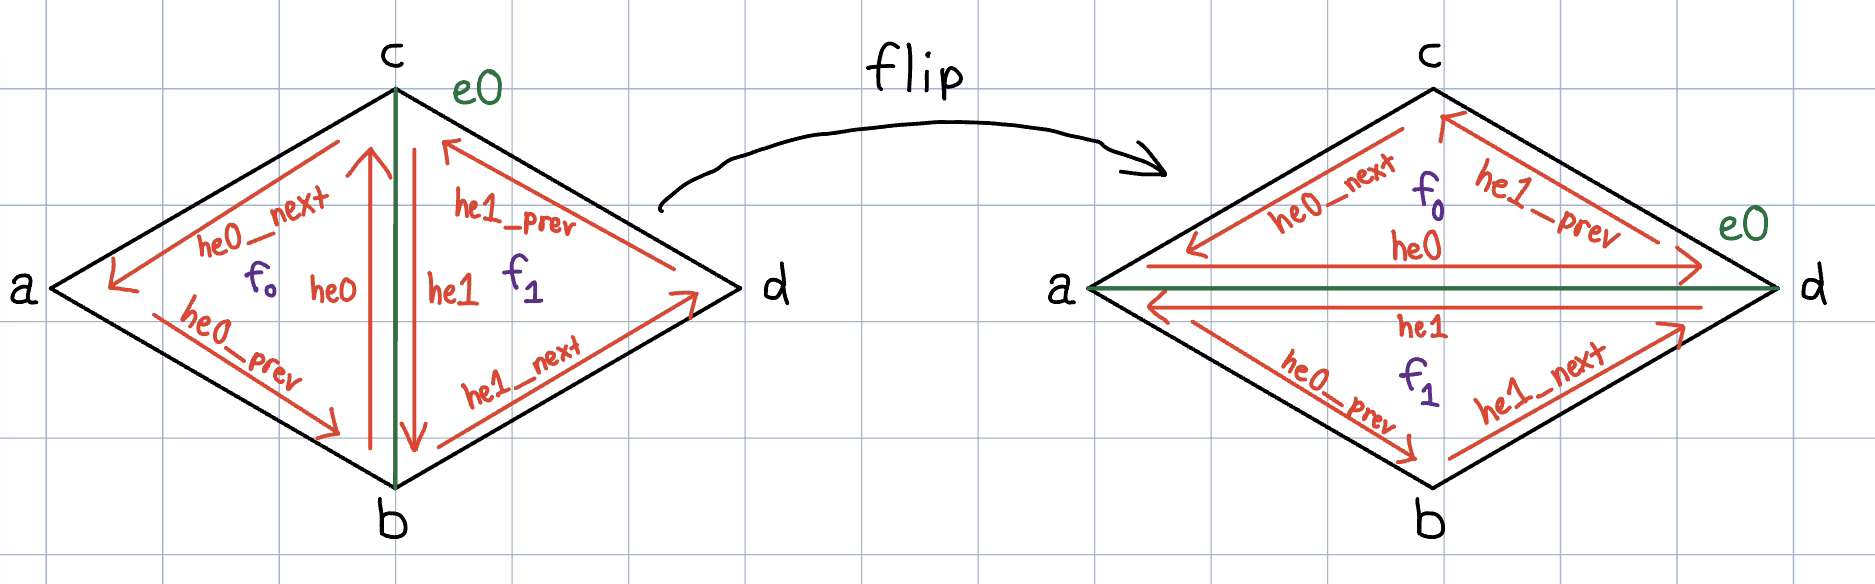 c
e0
he0_next
he1_prev
a
f0
he0
he1
f1
d
he0_prev
he1_next
b
flip
c
he0_next
f0
he1_prev
e0
he0
a
d
he1
he0_prev
f1
he1_next
b